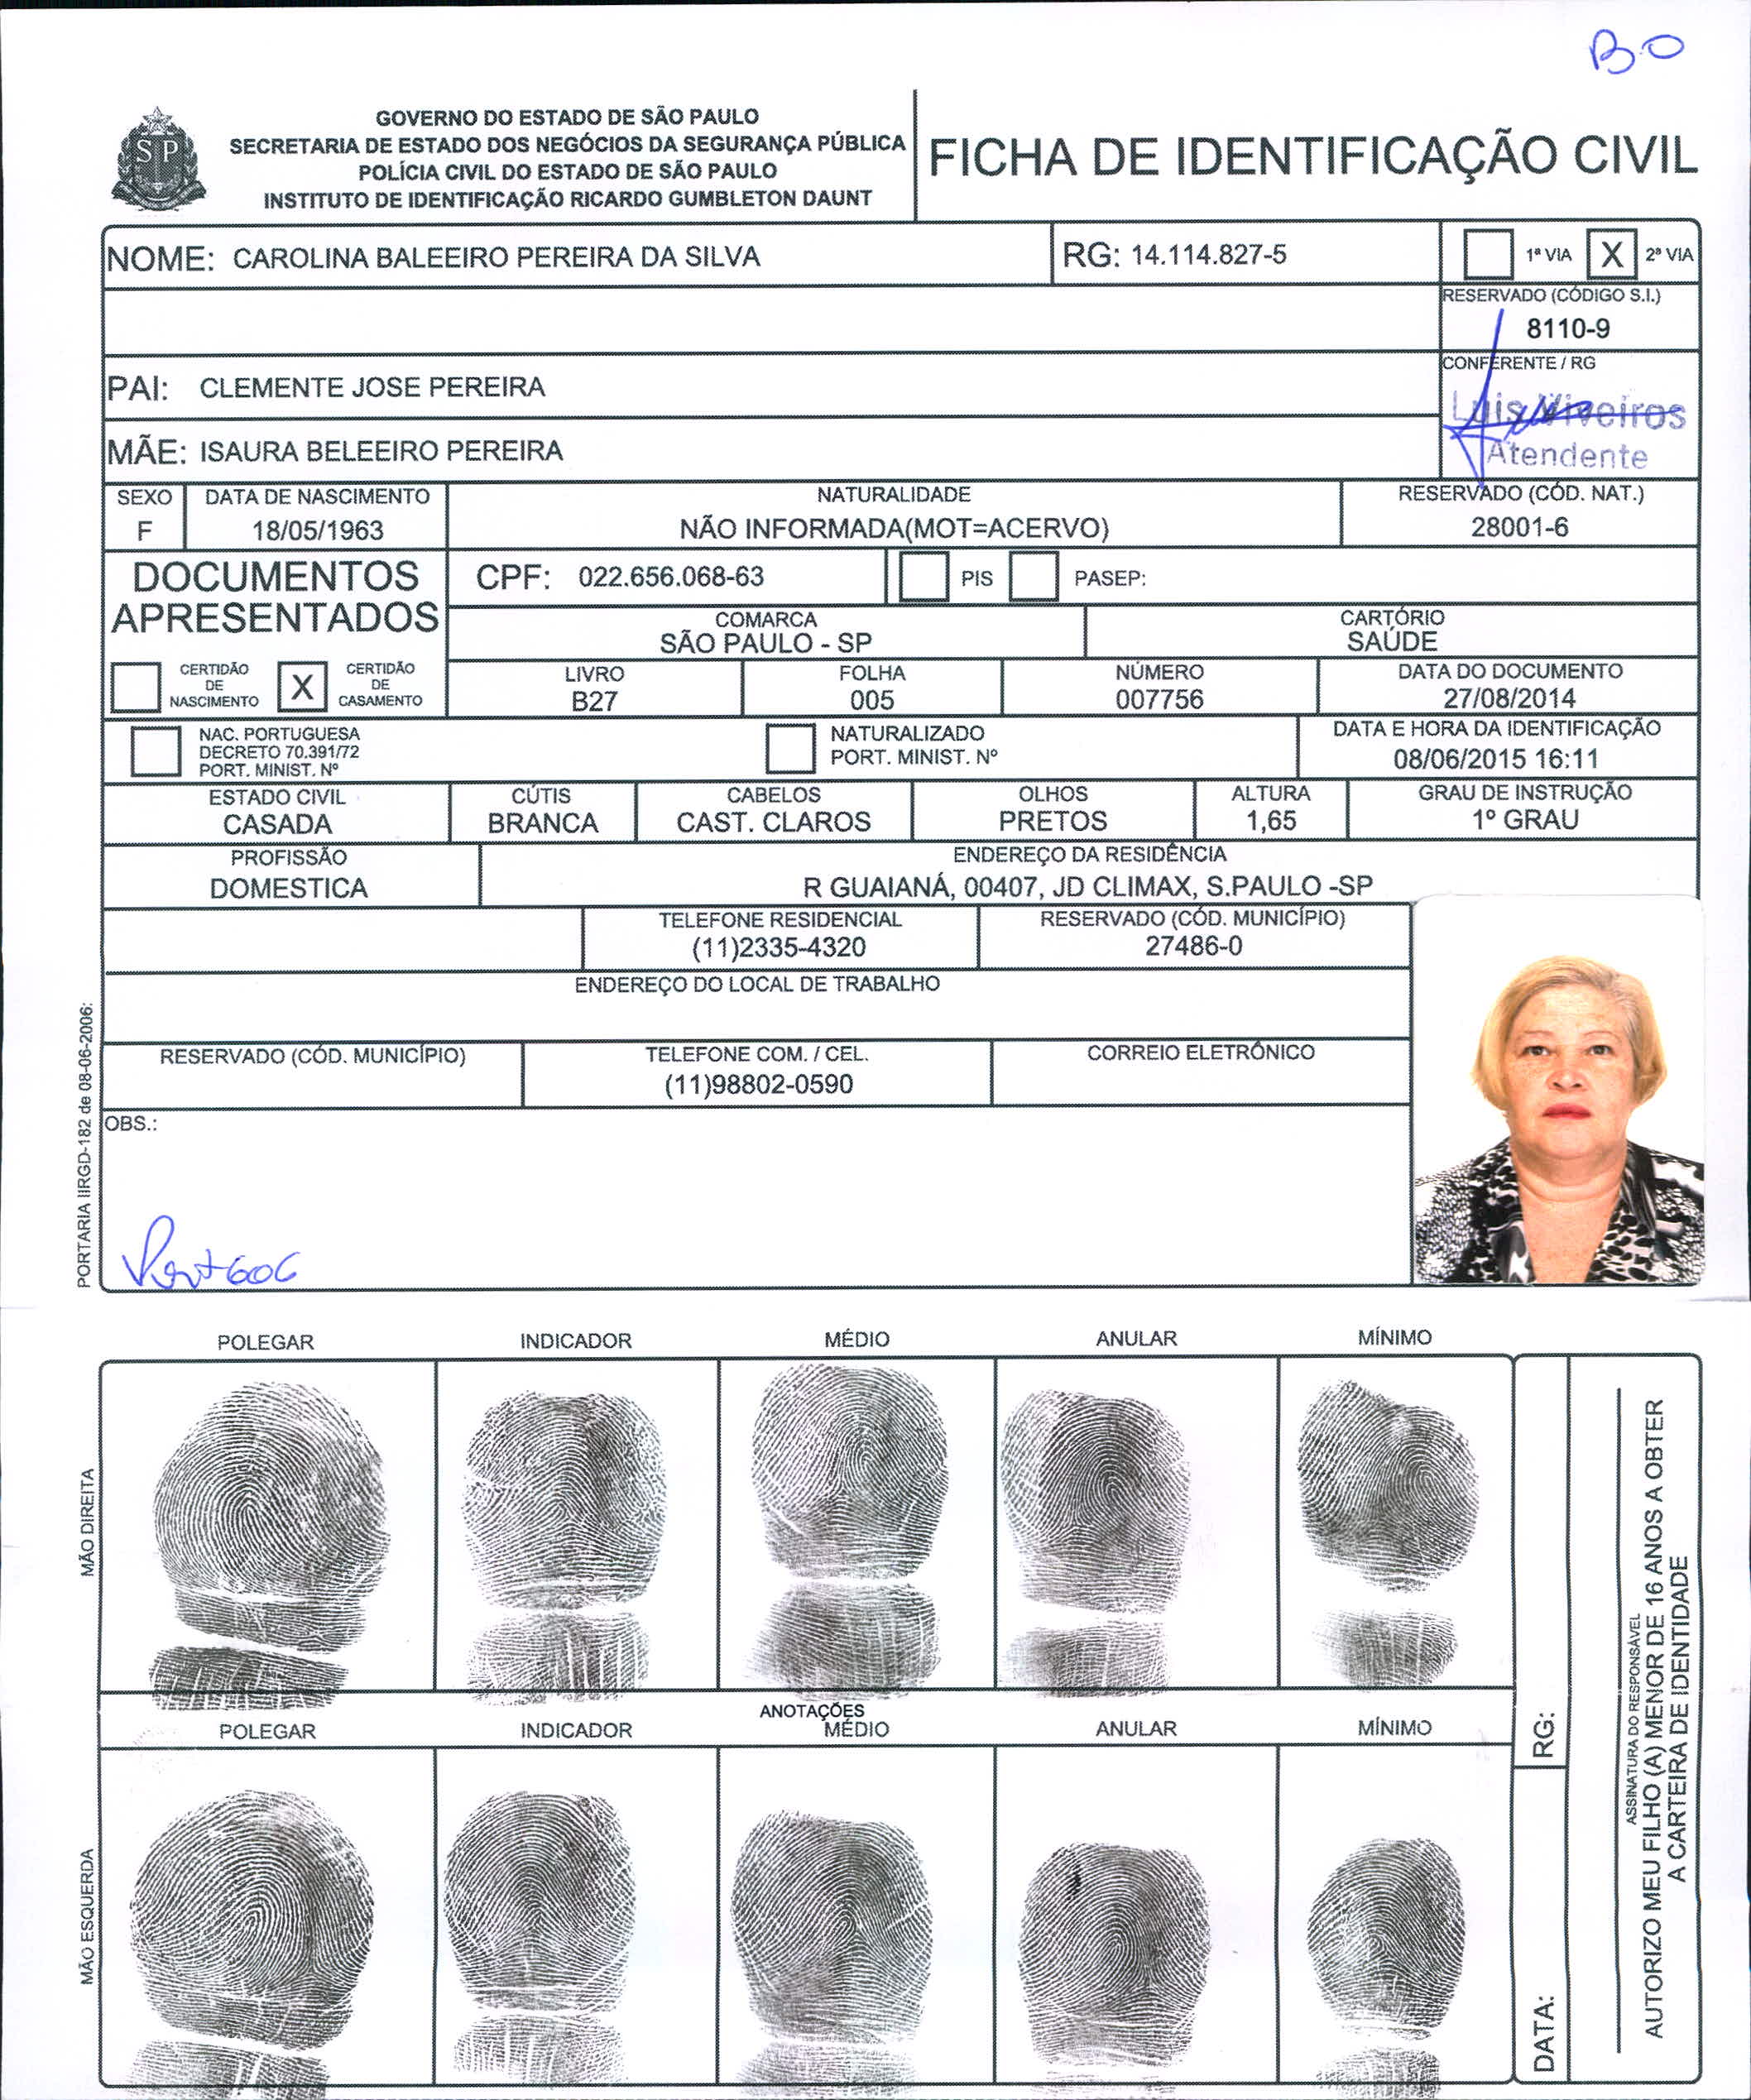 B.O
GOVERNO DO ESTADO DE SÃO PAULO
SECRETARIA DE ESTADO DOS NEGÓCIOS DA SEGURANÇA PÚBLICA
POLÍCIA CIVIL DO ESTADO DE SÃO PAULO
INSTITUTO DE IDENTIFICAÇÃO RICARDO GUMBLETON DAUNT
SP
FICHA DE IDENTIFICAÇÃO CIVIL
NOME: CAROLINA BALEEIRO PEREIRA DA SILVA
RG: 14.114.827-5
1ª VIA X 2ª VIA
RESERVADO (CÓDIGO S.I.)
8110-9
CONFERENTE / RG
Luis Viveiros
Atendente
PAI: CLEMENTE JOSE PEREIRA
MÃE: ISAURA BELEEIRO PEREIRA
SEXO
F
DATA DE NASCIMENTO
18/05/1963
NATURALIDADE
NÃO INFORMADA(MOT=ACERVO)
RESERVADO (CÓD. NAT.)
28001-6
DOCUMENTOS
APRESENTADOS
CPF: 022.656.068-63
PIS
PASEP:
COMARCA
SÃO PAULO - SP
CARTÓRIO
SAÚDE
CERTIDÃO
DE
NASCIMENTO
X
CERTIDÃO
DE
CASAMENTO
LIVRO
B27
FOLHA
005
NÚMERO
007756
DATA DO DOCUMENTO
27/08/2014
NAC. PORTUGUESA
DECRETO 70.391/72
PORT. MINIST. Nº
NATURALIZADO
PORT. MINIST. Nº
DATA E HORA DA IDENTIFICAÇÃO
08/06/2015 16:11
ESTADO CIVIL
CASADA
CÚTIS
BRANCA
CABELOS
CAST. CLAROS
OLHOS
PRETOS
ALTURA
1,65
GRAU DE INSTRUÇÃO
1º GRAU
PROFISSÃO
DOMESTICA
ENDEREÇO DA RESIDÊNCIA
R GUAIANÁ, 00407, JD CLIMAX, S.PAULO -SP
TELEFONE RESIDENCIAL
(11)2335-4320
RESERVADO (CÓD. MUNICÍPIO)
27486-0
ENDEREÇO DO LOCAL DE TRABALHO
RESERVADO (CÓD. MUNICÍPIO)
TELEFONE COM. / CEL.
(11)98802-0590
CORREIO ELETRÔNICO
OBS.:
PORTARIA IIRGD-182 de 08-06-2006:
POLEGAR INDICADOR MÉDIO ANULAR MÍNIMO
MÃO DIREITA
ANOTAÇÕES
POLEGAR INDICADOR MÉDIO ANULAR MÍNIMO
MÃO ESQUERDA
RG:
DATA:
ASSINATURA DO RESPONSÁVEL
AUTORIZO MEU FILHO (A) MENOR DE 16 ANOS A OBTER
A CARTEIRA DE IDENTIDADE